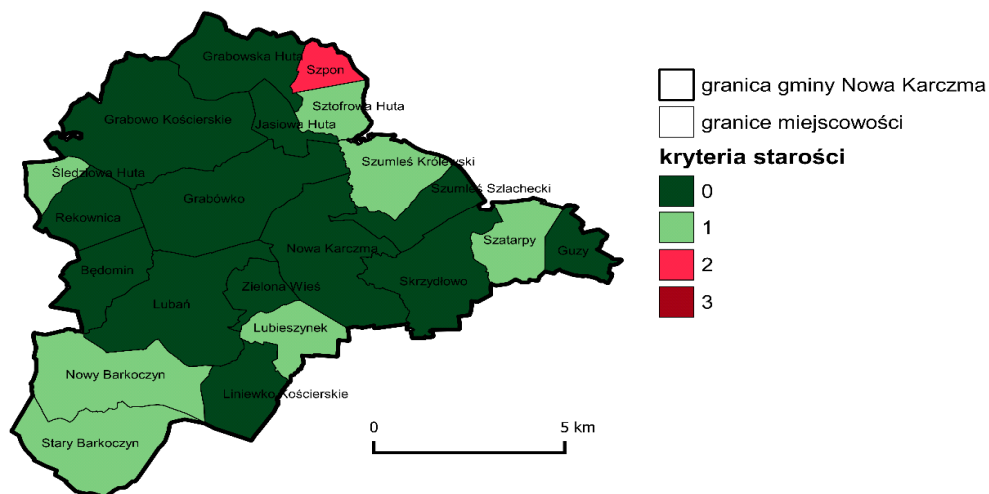 Grabowska Huta
Szpon
Sztofrowa Huta
Grabowo Kościerskie
Jasiowa Huta
Śledziowa Huta
Szumleś Królewski
Szumleś Szlachecki
Rekownica
Grabówko
Szatarpy
Nowa Karczma
Guzy
Będomin
Zielona Wieś
Skrzydłowo
Lubań
Lubieszynek
Nowy Barkoczyn
Liniewko Kościerskie
Stary Barkoczyn
0 5 km
granica gminy Nowa Karczma
granice miejscowości
kryteria starości
0
1
2
3